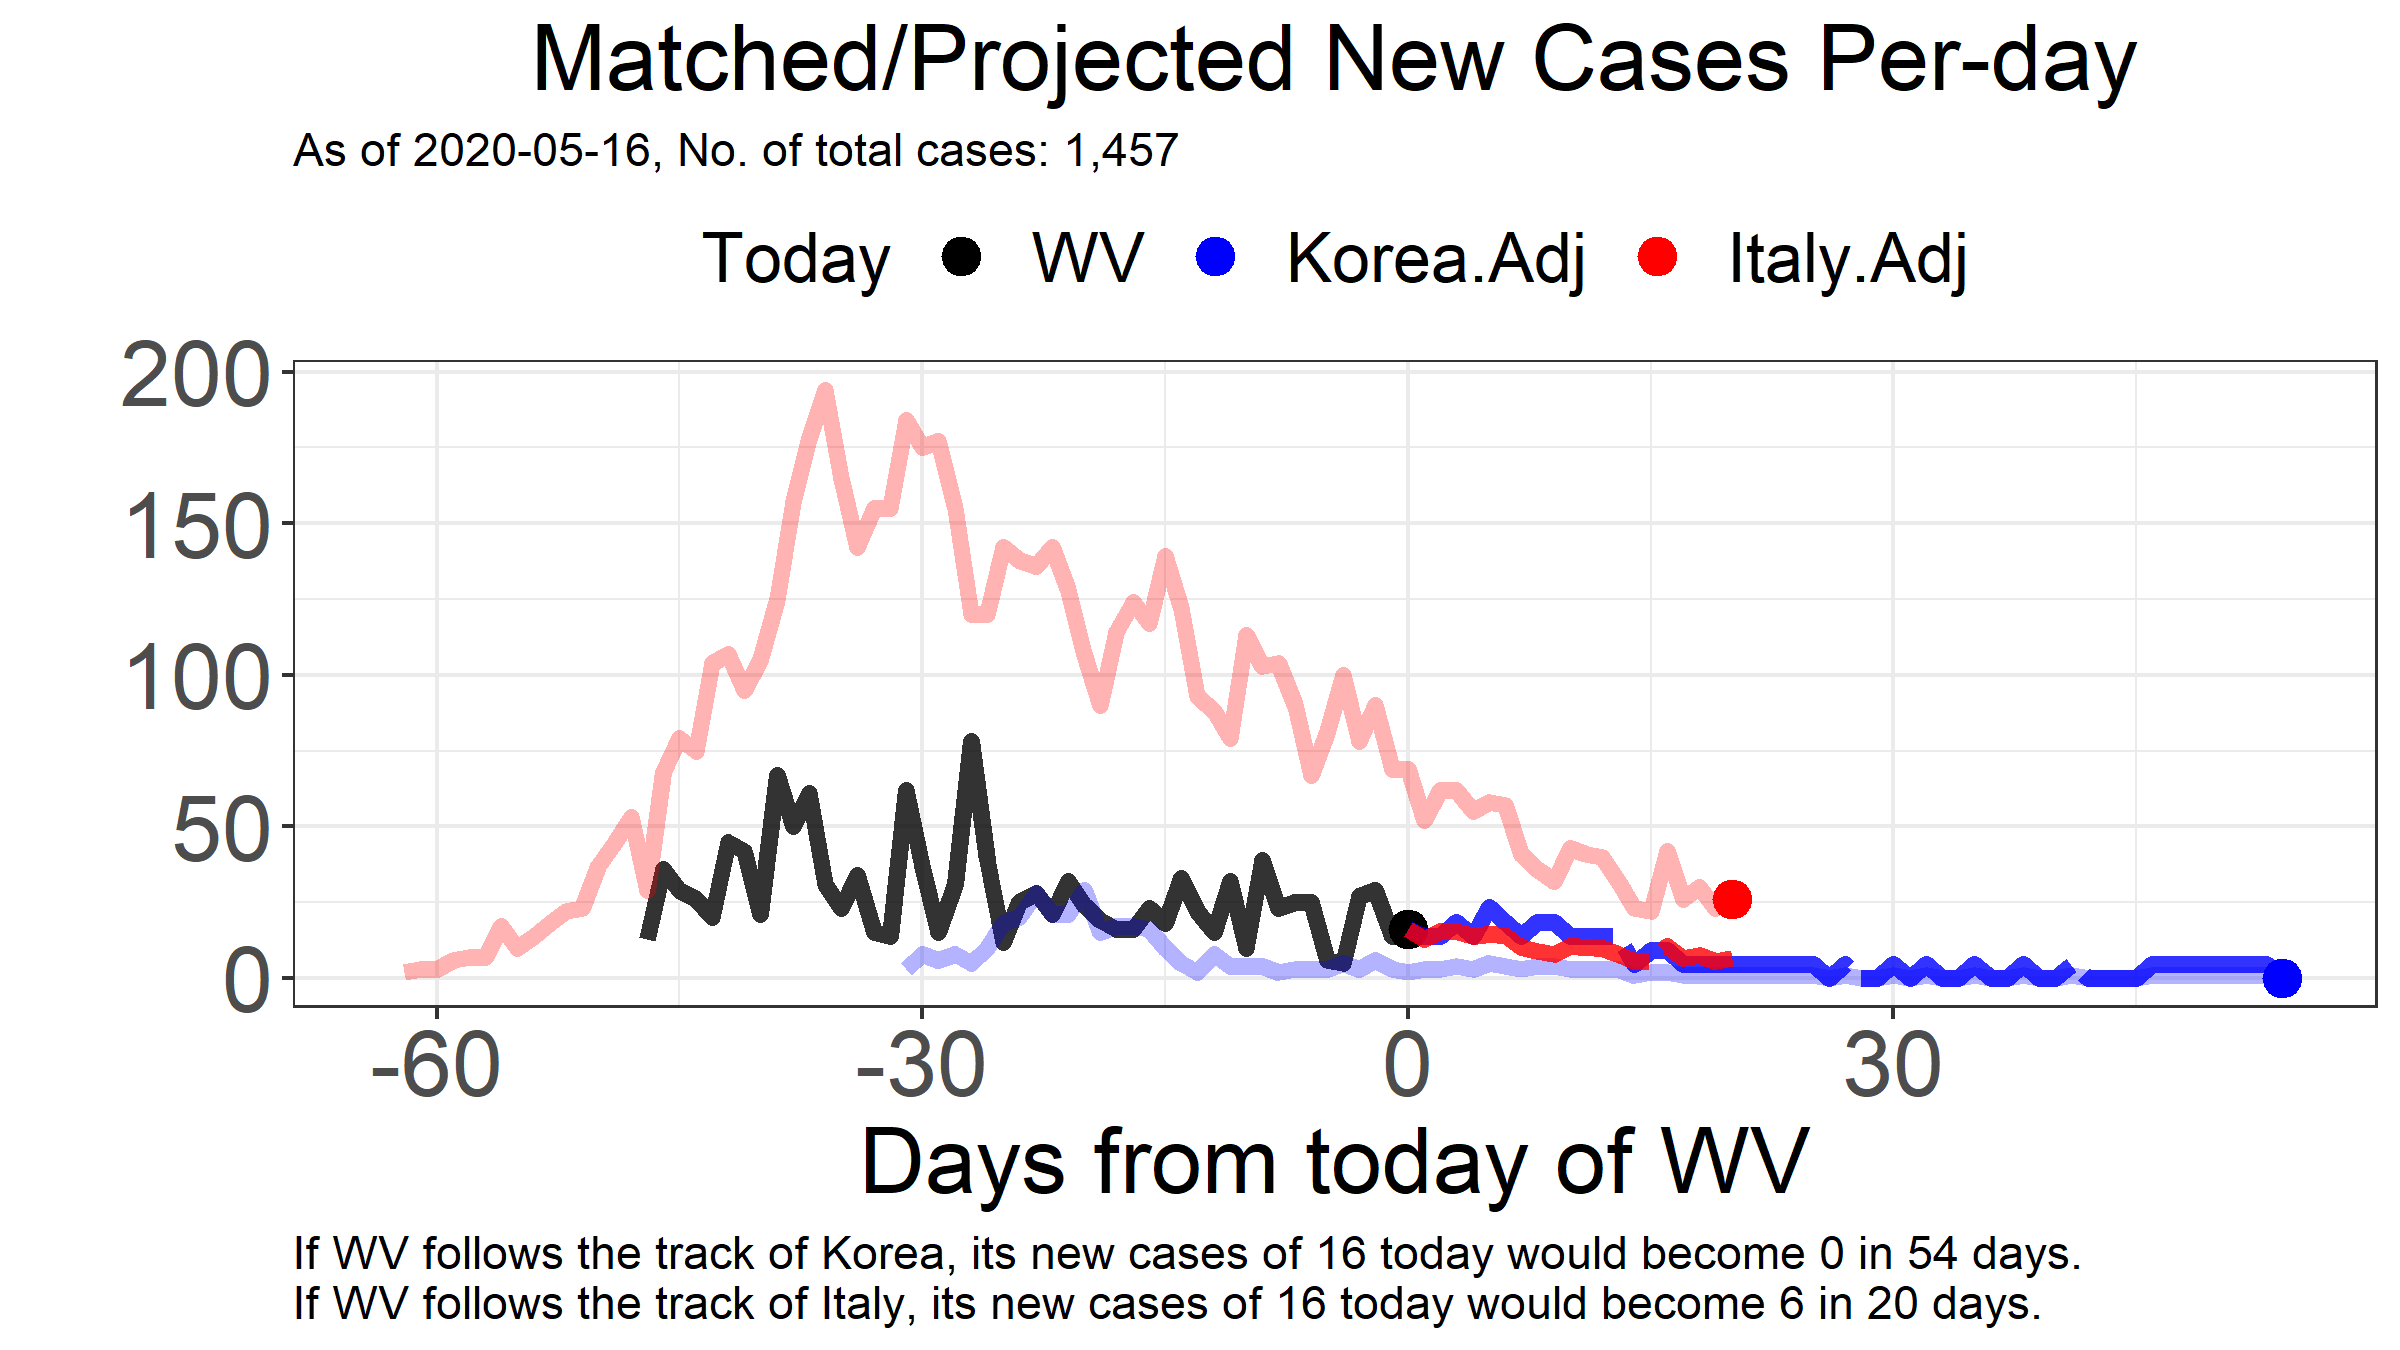 Matched/Projected New Cases Per-day
As of 2020-05-16, No. of total cases: 1,457
Today WV Korea.Adj Italy.Adj
200
150
100
50
0
-60 -30 0 30
Days from today of WV
If WV follows the track of Korea, its new cases of 16 today would become 0 in 54 days.
If WV follows the track of Italy, its new cases of 16 today would become 6 in 20 days.